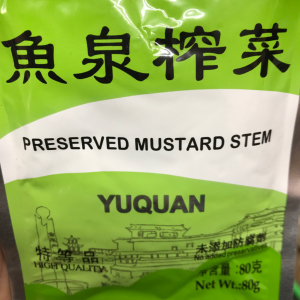 魚泉榨菜
PRESERVED MUSTARD STEM
YUQUAN
特等品
HIGH QUALITY
未添加防腐劑
No added preservatives
净含量:80克
Net Wt.:80g